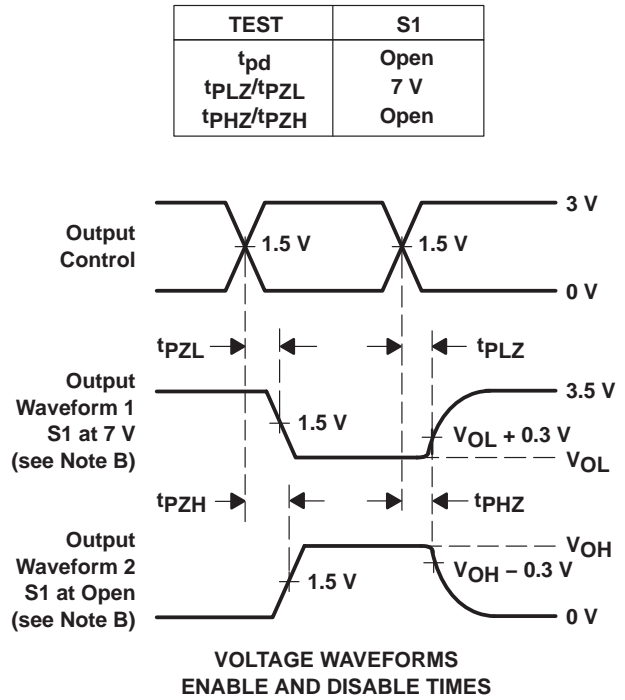 TEST S1
tpd Open
tPLZ/tPZL 7 V
tPHZ/tPZH Open
3 V
Output
Control
1.5 V 1.5 V
0 V
tPZL tPLZ
Output
Waveform 1
S1 at 7 V
(see Note B)
3.5 V
1.5 V
VOL + 0.3 V
VOL
tPZH tPHZ
Output
Waveform 2
S1 at Open
(see Note B)
VOH
VOH – 0.3 V
1.5 V
0 V
VOLTAGE WAVEFORMS
ENABLE AND DISABLE TIMES